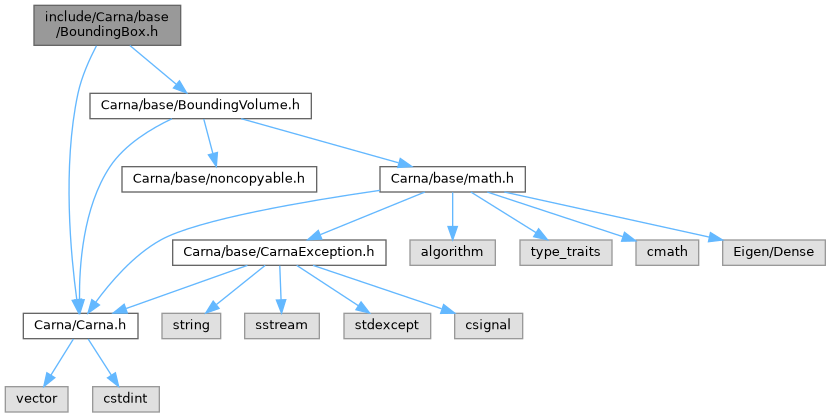 include/Carna/base
/BoundingBox.h
Carna/base/BoundingVolume.h
Carna/base/noncopyable.h
Carna/base/math.h
Carna/base/CarnaException.h
algorithm
type_traits
cmath
Eigen/Dense
Carna/Carna.h
string
sstream
stdexcept
csignal
vector
cstdint